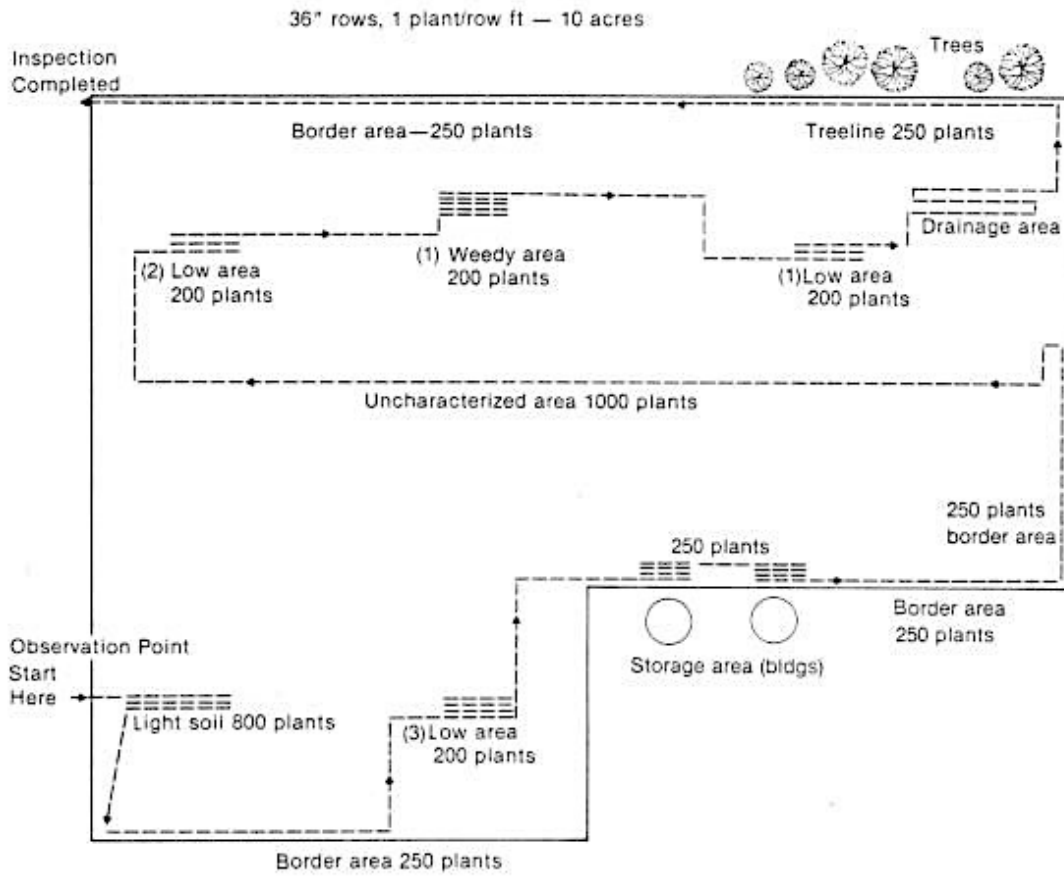 36" rows, 1 plant/row ft — 10 acres
Inspection
Completed
Trees
Border area—250 plants
Treeline 250 plants
Drainage area
(2) Low area
200 plants
(1) Weedy area
200 plants
(1)Low area
200 plants
Uncharacterized area 1000 plants
250 plants
border area
250 plants
Border area
250 plants
Storage area (bldgs)
Observation Point
Start
Here
Light soil 800 plants
(3)Low area
200 plants
Border area 250 plants